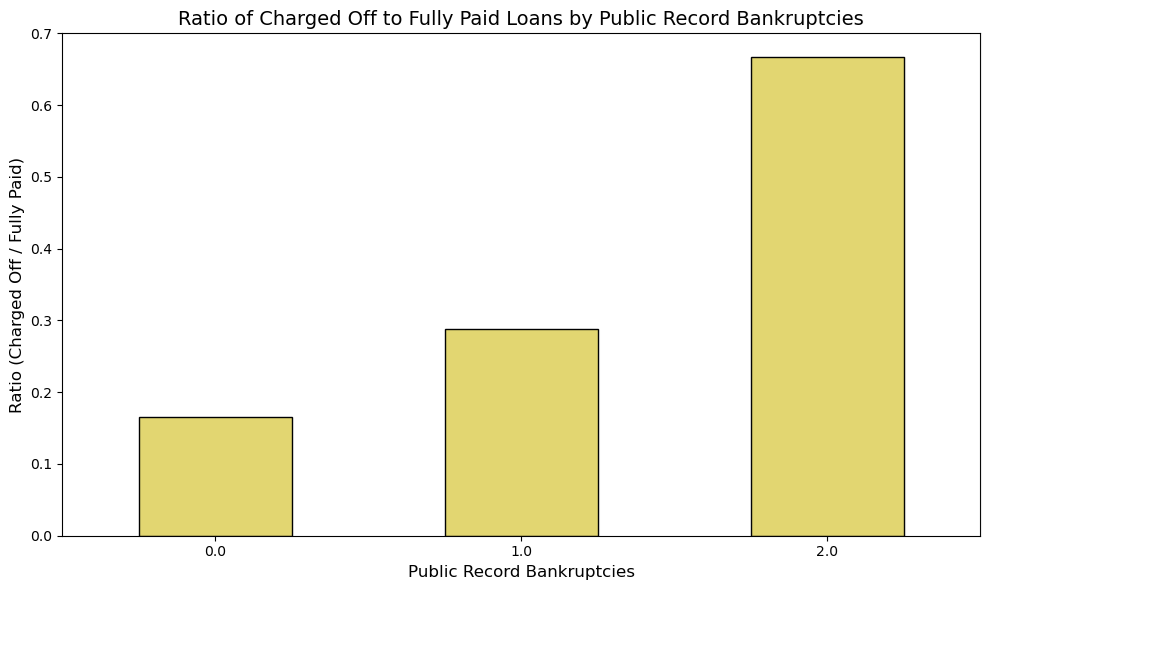 Ratio of Charged Off to Fully Paid Loans by Public Record Bankruptcies
Ratio (Charged Off / Fully Paid)
0.7
0.6
0.5
0.4
0.3
0.2
0.1
0.0
0.0 1.0 2.0
Public Record Bankruptcies